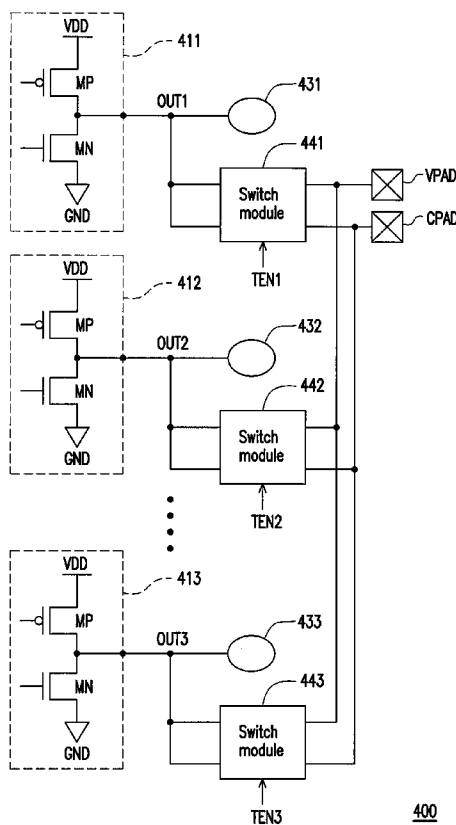 VDD
411
MP
OUT1
431
MN
441
GND
Switch
module
VPAD
CPAD
TEN1
VDD
412
MP
OUT2
432
MN
442
GND
Switch
module
TEN2
VDD
413
MP
OUT3
433
MN
443
GND
Switch
module
TEN3
400